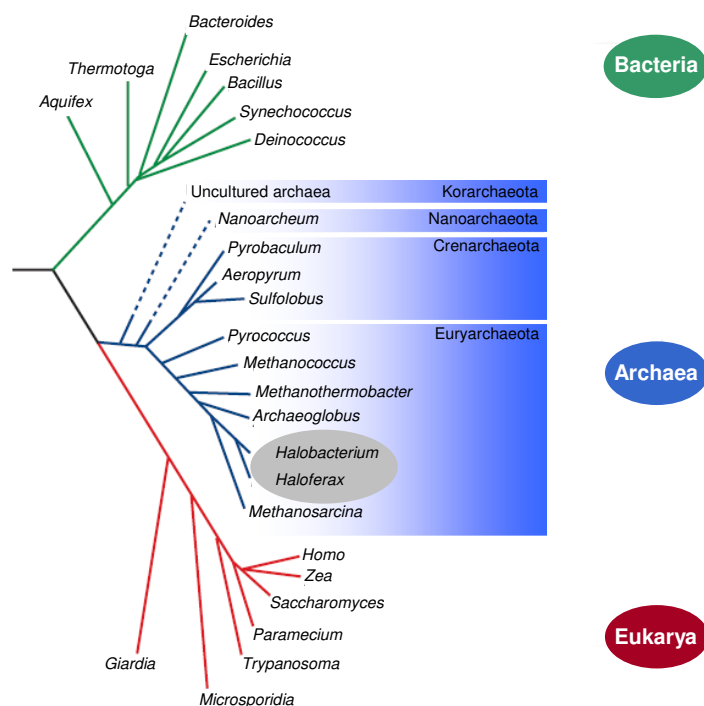 Bacteroides
Escherichia
Thermotoga
Bacillus
Aquifex
Synechococcus
Deinococcus
Bacteria
Uncultured archaea
Korarchaeota
Nanoarcheum
Nanoarchaeota
Pyrobaculum
Crenarchaeota
Aeropyrum
Sulfolobus
Pyrococcus
Euryarchaeota
Methanococcus
Archaea
Methanothermobacter
Archaeoglobus
Halobacterium
Haloferax
Methanosarcina
Homo
Zea
Saccharomyces
Paramecium
Eukarya
Giardia
Trypanosoma
Microsporidia